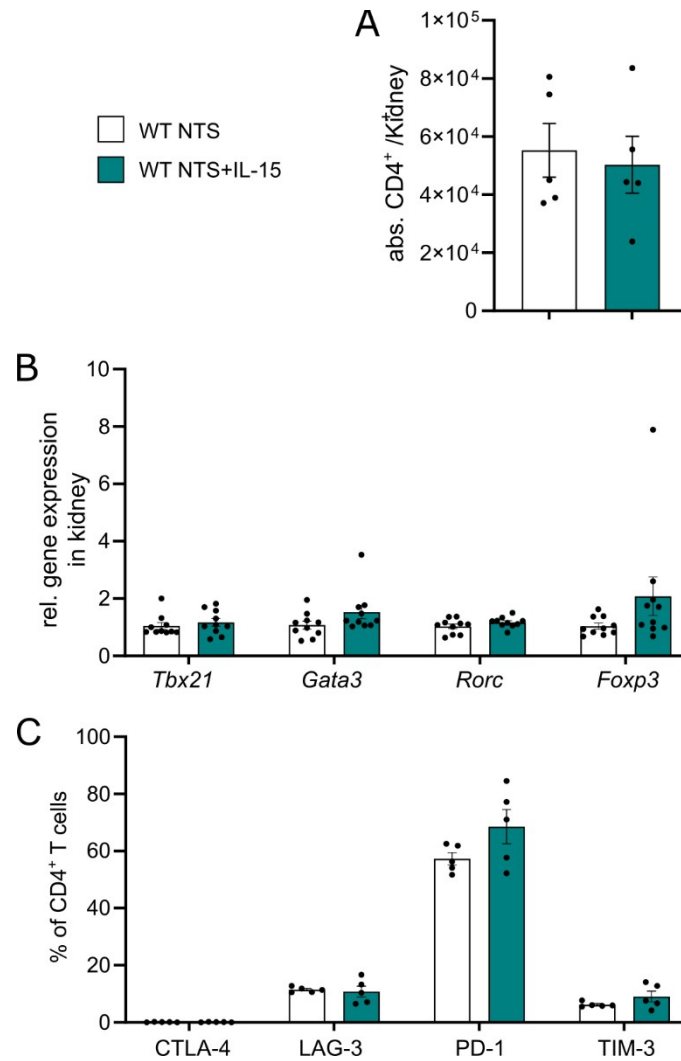 A
WT NTS
WT NTS+IL-15
abs. CD4⁺ /Kidney
1×10⁵
8×10⁴
6×10⁴
4×10⁴
2×10⁴
0
B
rel. gene expression
in kidney
10
8
6
4
2
0
Tbx21 Gata3 Rorc Foxp3
C
% of CD4⁺ T cells
100
80
60
40
20
0
CTLA-4 LAG-3 PD-1 TIM-3